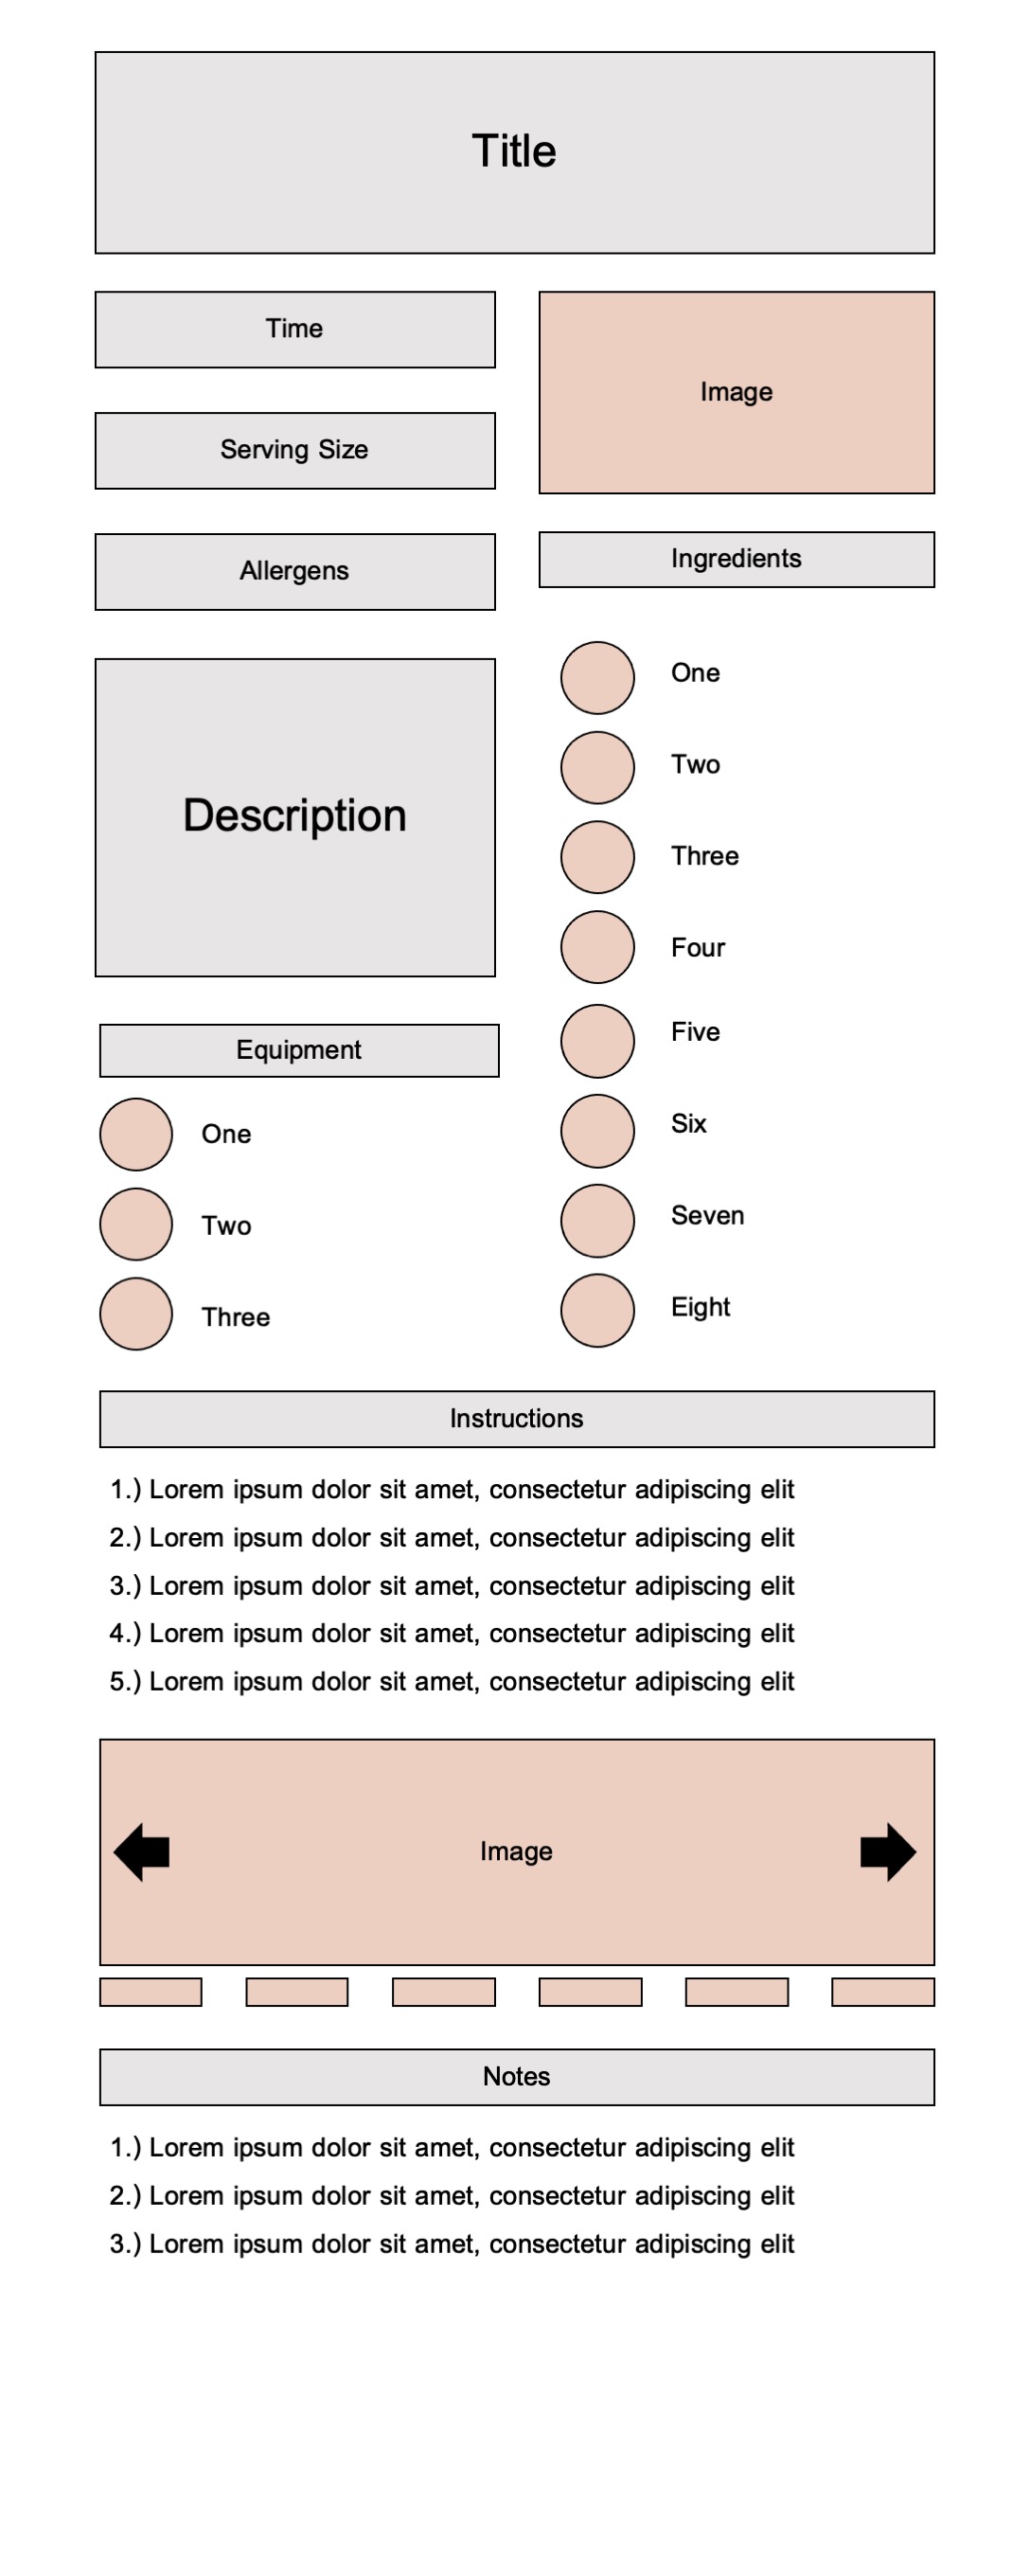 Title
Time
Serving Size
Allergens
Description
Equipment
One
Two
Three
Image
Ingredients
One
Two
Three
Four
Five
Six
Seven
Eight
Instructions
1.) Lorem ipsum dolor sit amet, consectetur adipiscing elit
2.) Lorem ipsum dolor sit amet, consectetur adipiscing elit
3.) Lorem ipsum dolor sit amet, consectetur adipiscing elit
4.) Lorem ipsum dolor sit amet, consectetur adipiscing elit
5.) Lorem ipsum dolor sit amet, consectetur adipiscing elit
Image
Notes
1.) Lorem ipsum dolor sit amet, consectetur adipiscing elit
2.) Lorem ipsum dolor sit amet, consectetur adipiscing elit
3.) Lorem ipsum dolor sit amet, consectetur adipiscing elit